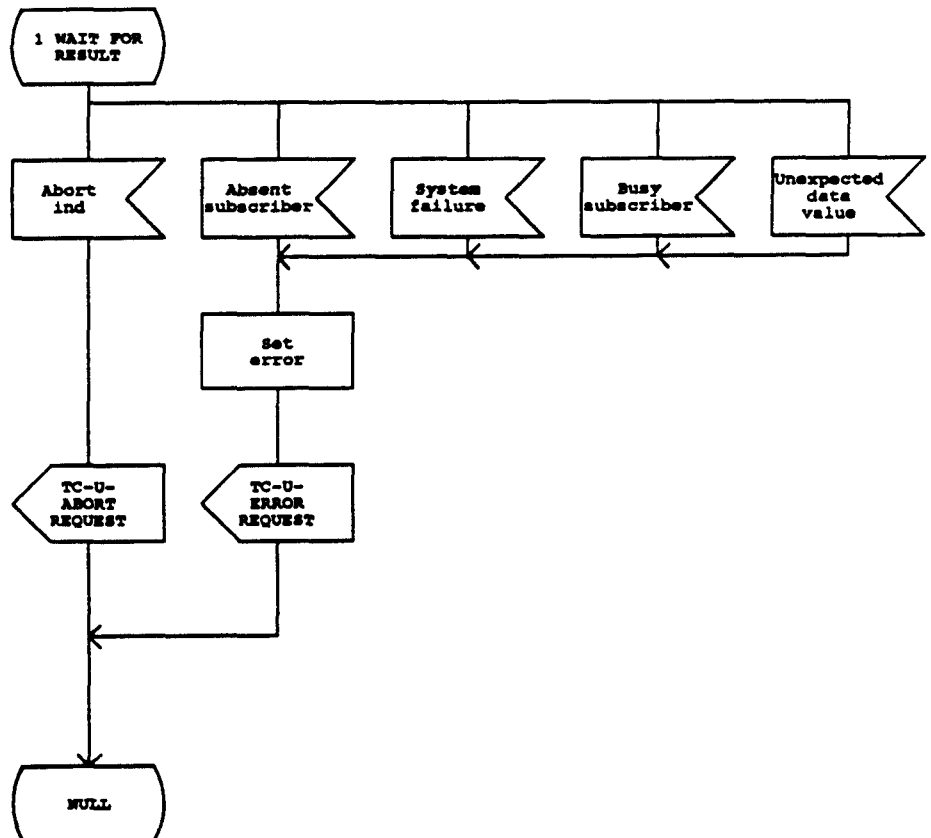 1 WAIT FOR
RESULT
Abort
ind
Absent
subscriber
System
failure
Busy
subscriber
Unexpected
data
value
Set
error
TC-U-
ABORT
REQUEST
TC-U-
ERROR
REQUEST
NULL